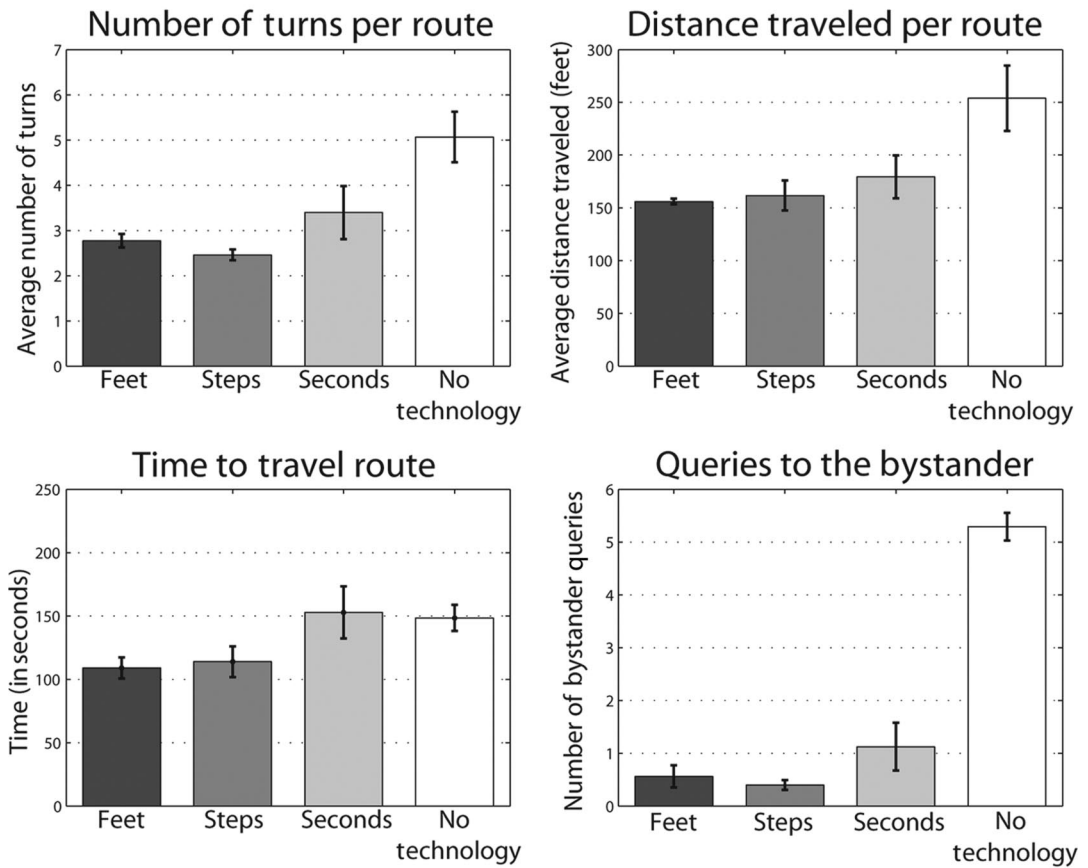 Number of turns per route
Average number of turns
7
6
5
4
3
2
1
0
Feet Steps Seconds No
technology
Distance traveled per route
Average distance traveled (feet)
300
250
200
150
100
50
0
Feet Steps Seconds No
technology
Time to travel route
Time (in seconds)
250
200
150
100
50
0
Feet Steps Seconds No
technology
Queries to the bystander
Number of bystander queries
6
5
4
3
2
1
0
Feet Steps Seconds No
technology